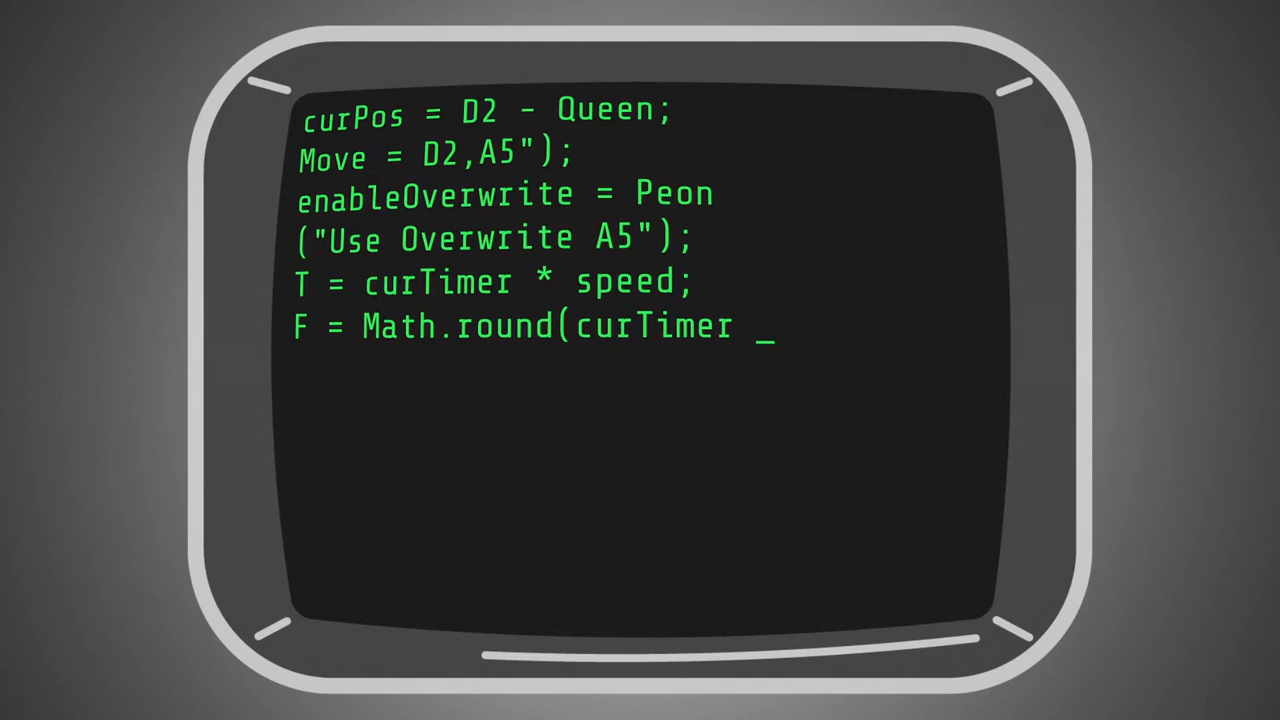 curPos = D2 - Queen;
Move = D2,A5");
enableOverwrite = Peon
("Use Overwrite A5");
T = curTimer * speed;
F = Math.round(curTimer _